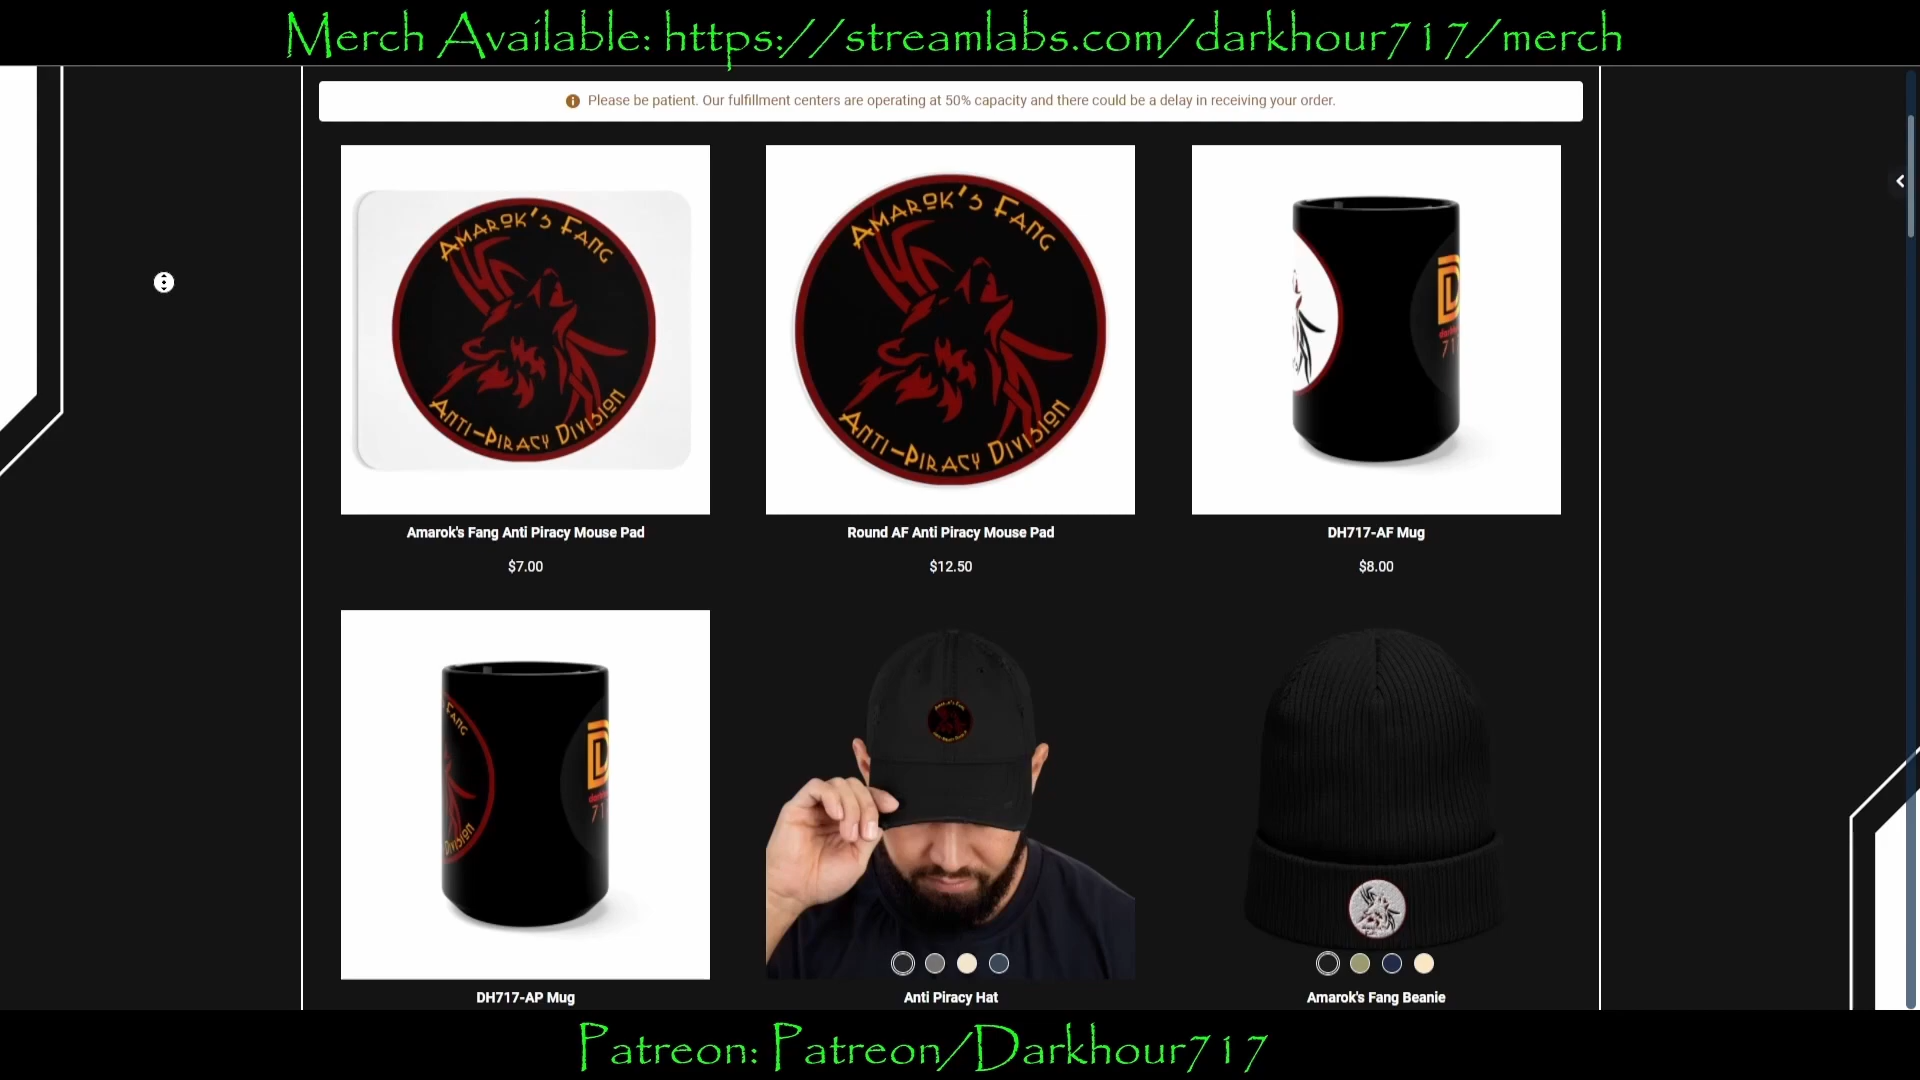 Merch Available: https://streamlabs.com/darkhour717/merch
Please be patient. Our fulfillment centers are operating at 50% capacity and there could be a delay in receiving your order.
Amarok's Fang
Anti-Piracy Division
Amarok's Fang
Anti-Piracy Division
Amarok's Fang Anti Piracy Mouse Pad
Round AF Anti Piracy Mouse Pad
DH717-AF Mug
$7.00
$12.50
$8.00
Fang
Division
DH717-AP Mug
Anti Piracy Hat
Amarok's Fang Beanie
Patreon: Patreon/Darkhour717